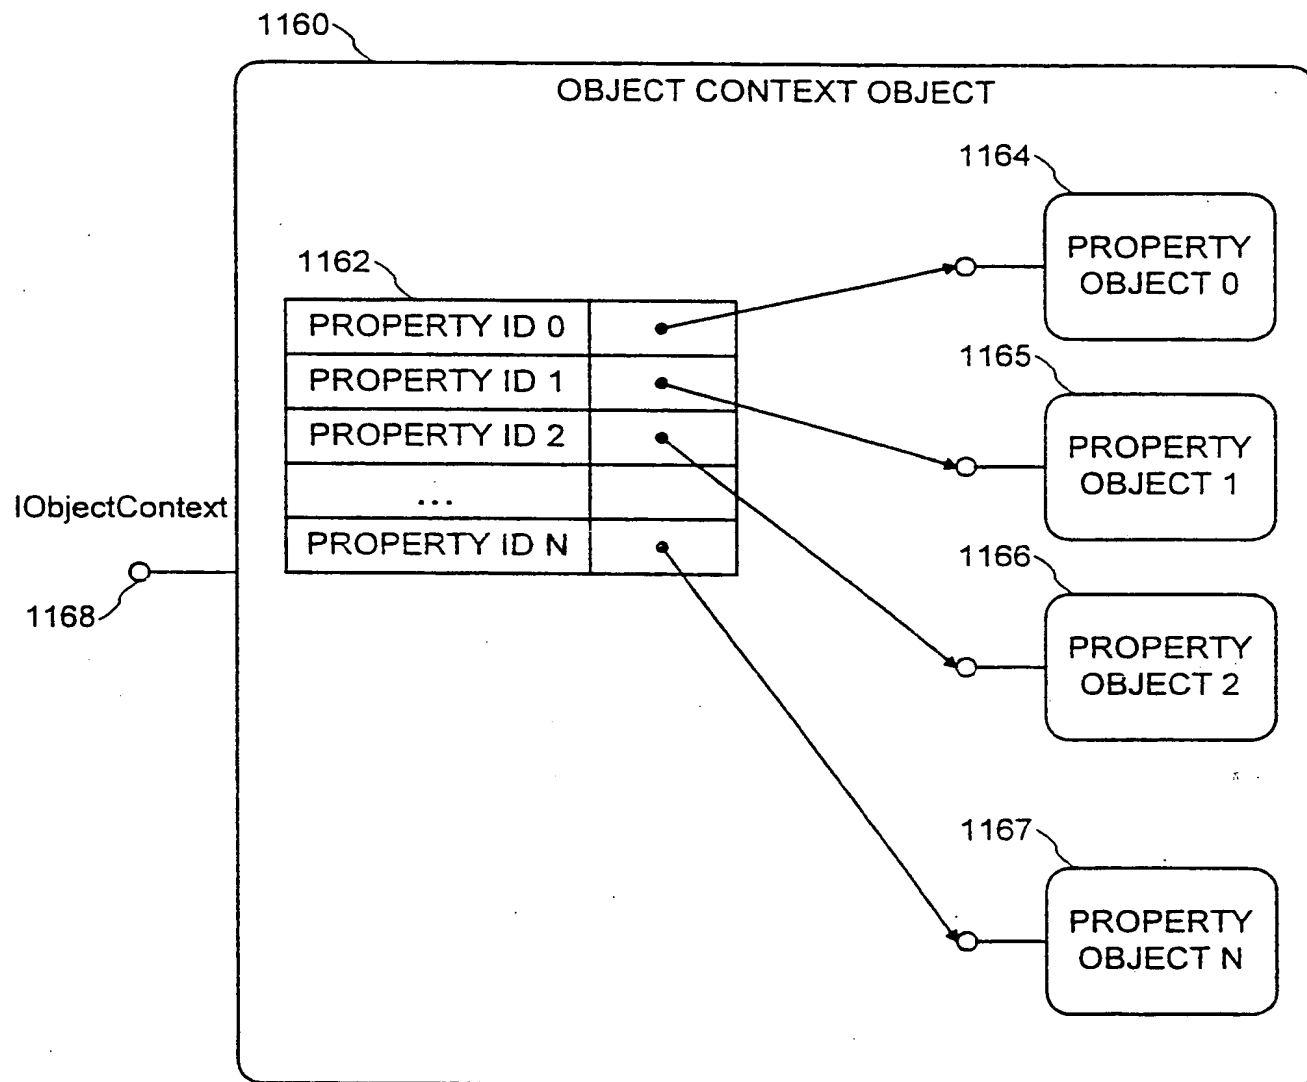 1160
OBJECT CONTEXT OBJECT
1164
PROPERTY
OBJECT 0
1162
PROPERTY ID 0
PROPERTY ID 1
PROPERTY ID 2
...
PROPERTY ID N
1165
PROPERTY
OBJECT 1
IObjectContext
1168
1166
PROPERTY
OBJECT 2
1167
PROPERTY
OBJECT N